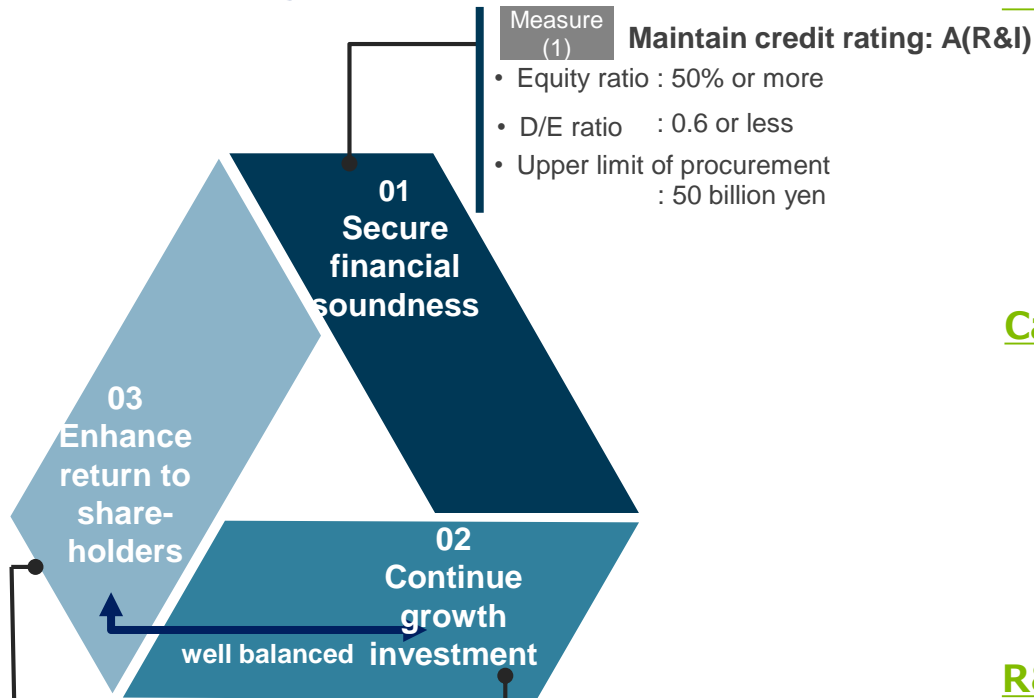 Measure
(1)
Maintain credit rating: A(R&I)
• Equity ratio : 50% or more
• D/E ratio : 0.6 or less
• Upper limit of procurement
: 50 billion yen
01
Secure
financial
soundness
03
Enhance
return to
share-
holders
02
Continue
growth
investment
well balanced